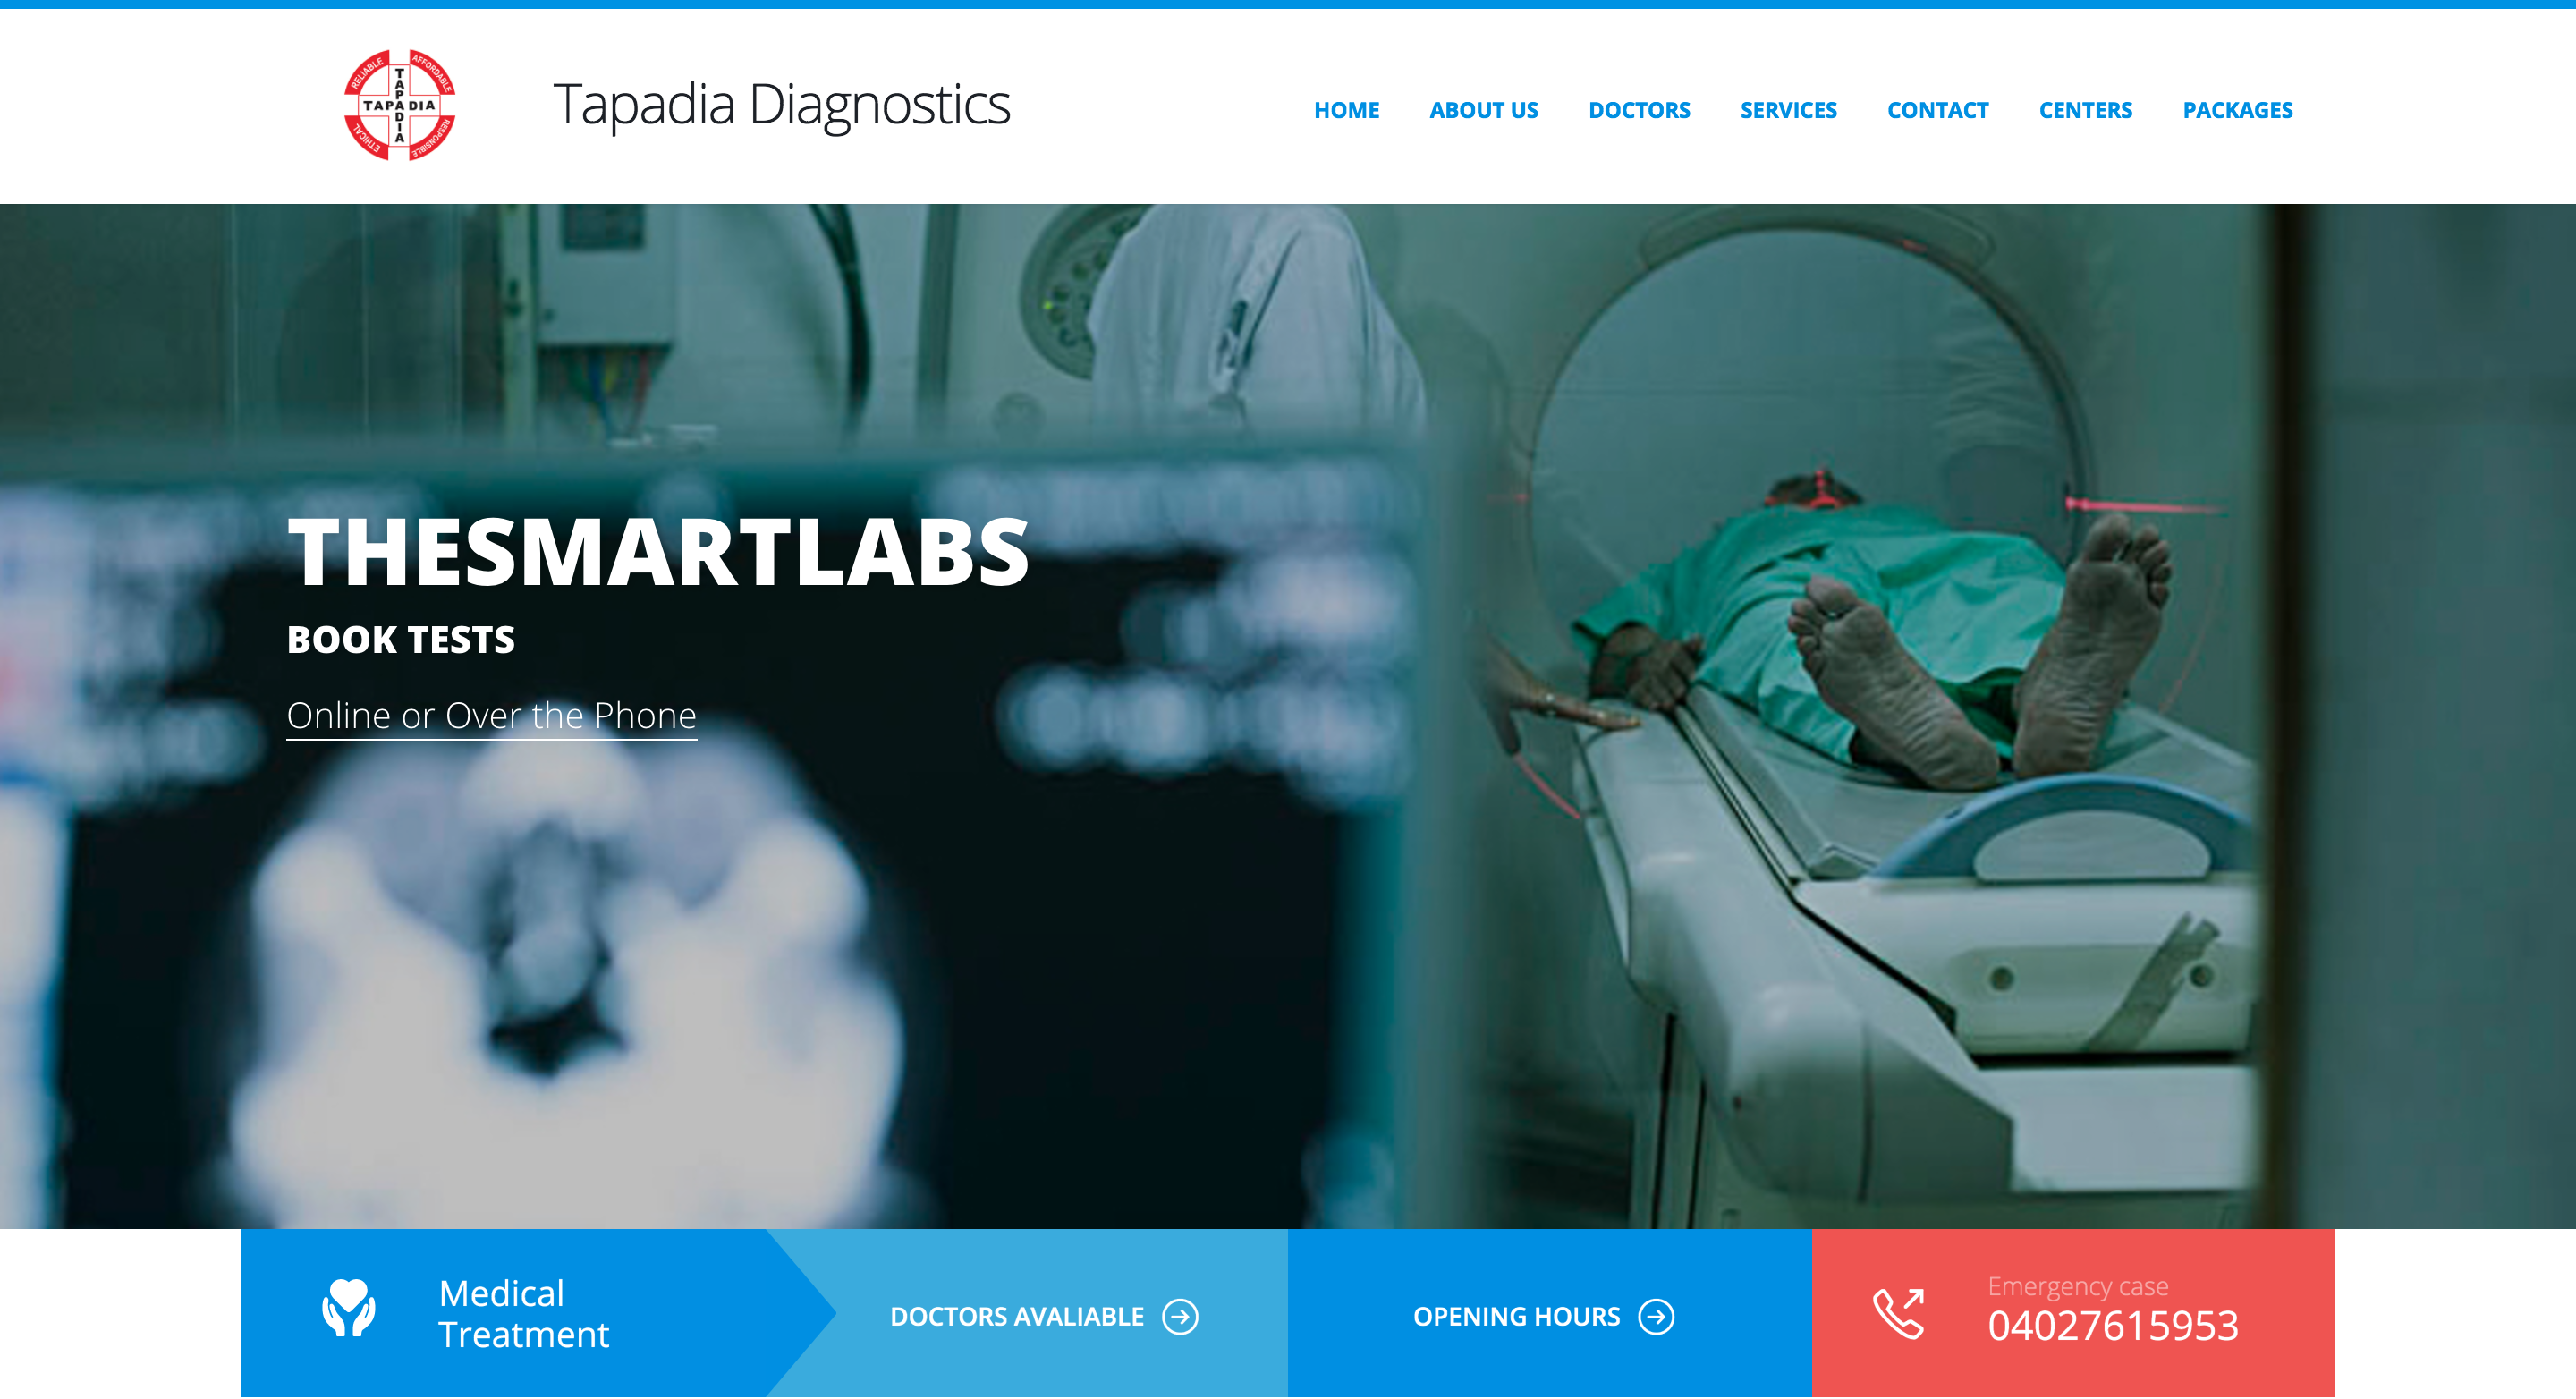 RELIABLE
AFFORDABLE
TAPADIA
TAPADIA
ETHICAL
RESPONSIBLE
Tapadia Diagnostics
HOME
ABOUT US
DOCTORS
SERVICES
CONTACT
CENTERS
PACKAGES
THESMARTLABS
BOOK TESTS
Online or Over the Phone
Medical
Treatment
DOCTORS AVALIABLE
OPENING HOURS
Emergency case
04027615953